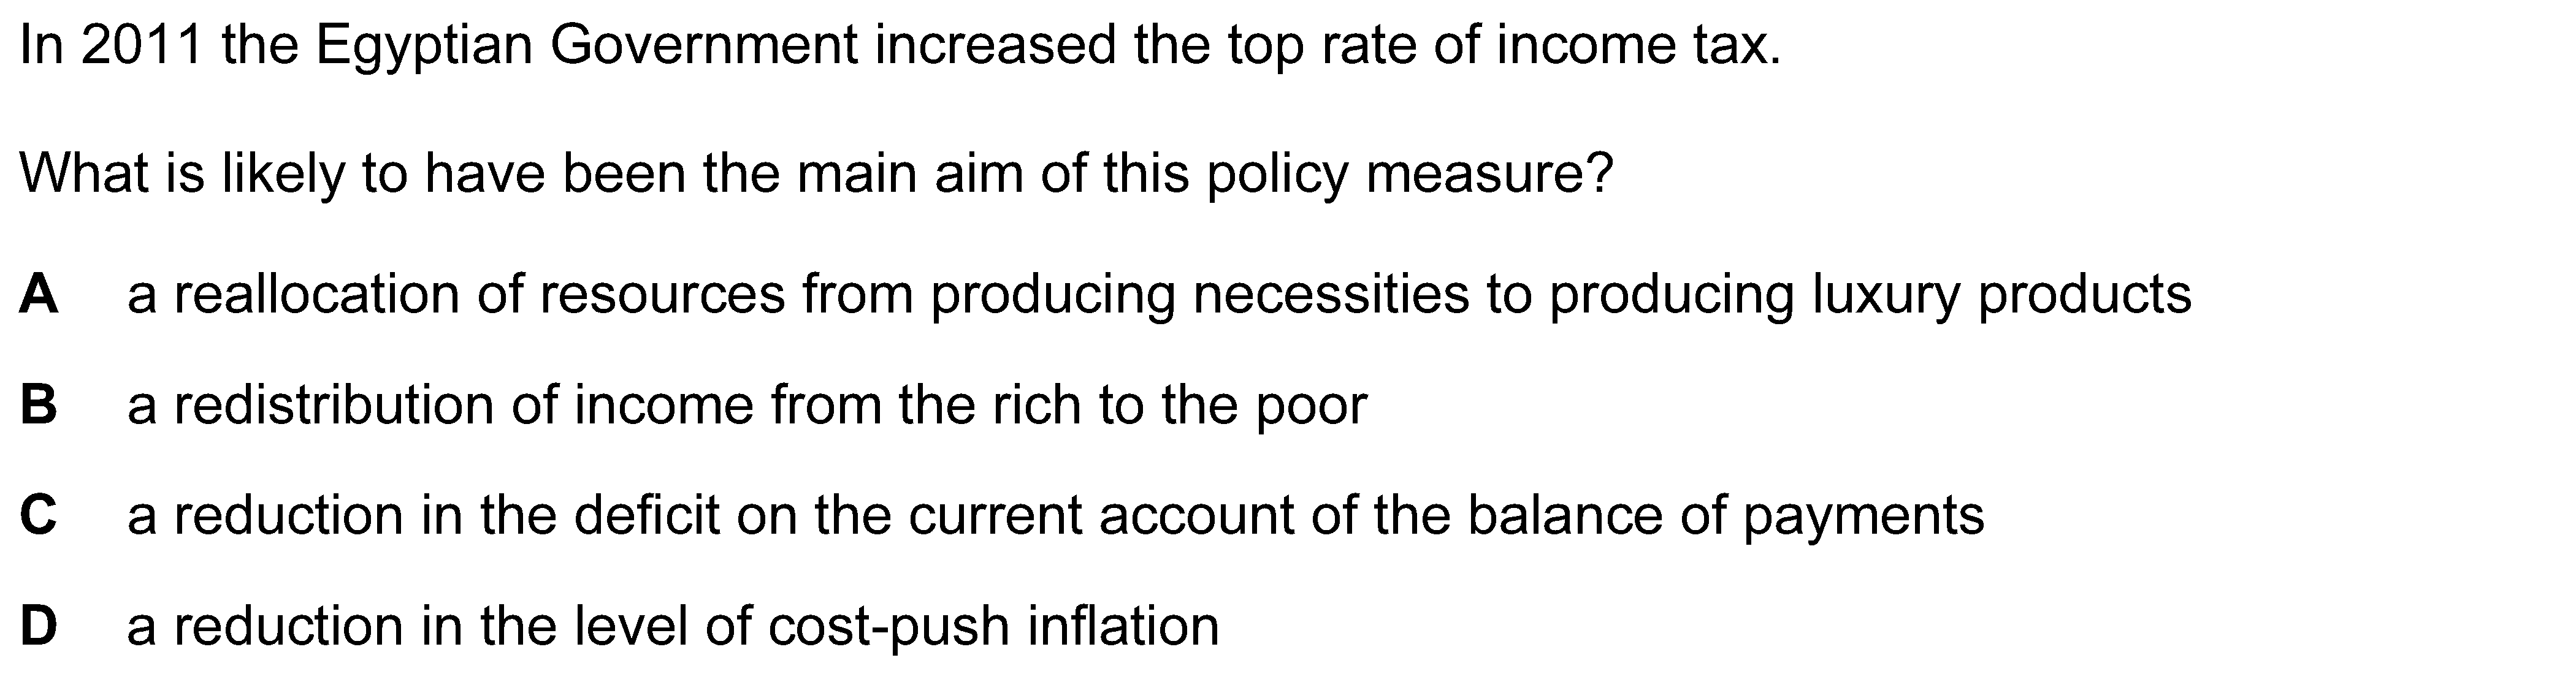 In 2011 the Egyptian Government increased the top rate of income tax.
What is likely to have been the main aim of this policy measure?
A a reallocation of resources from producing necessities to producing luxury products
B a redistribution of income from the rich to the poor
C a reduction in the deficit on the current account of the balance of payments
D a reduction in the level of cost-push inflation